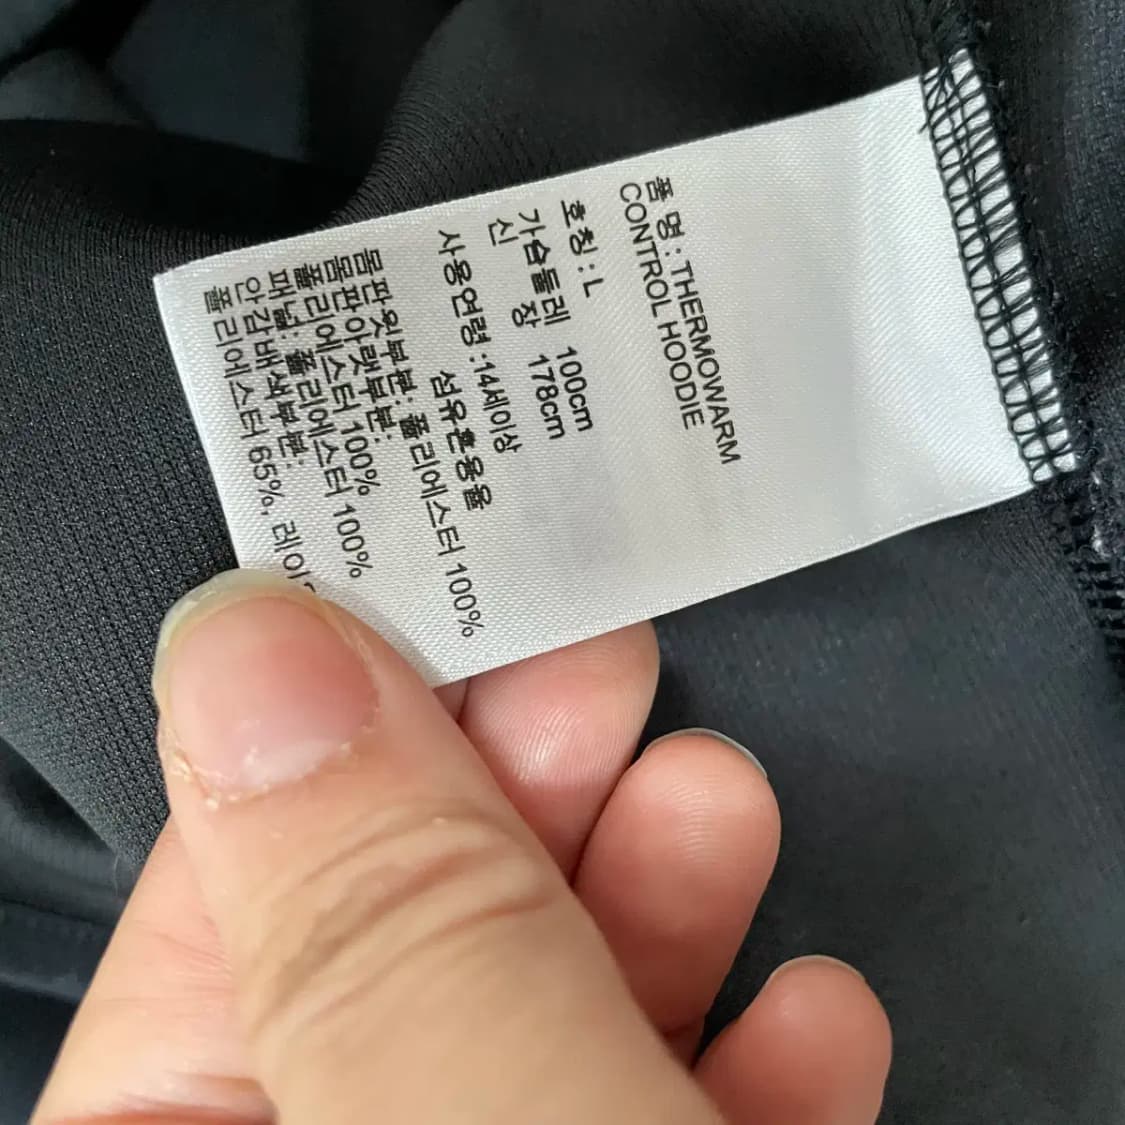 품 명 : THERMOWARM
CONTROL HOODIE
호칭 : L
가슴둘레 100cm
신 장 178cm
사용연령 :14세이상
섬유혼용율
몸판윗부분: 폴리에스터 100%
몸판아랫부분:
폴리에스터 100%
패널: 폴리에스터 100%
안감배색부분:
폴리에스터 65%,